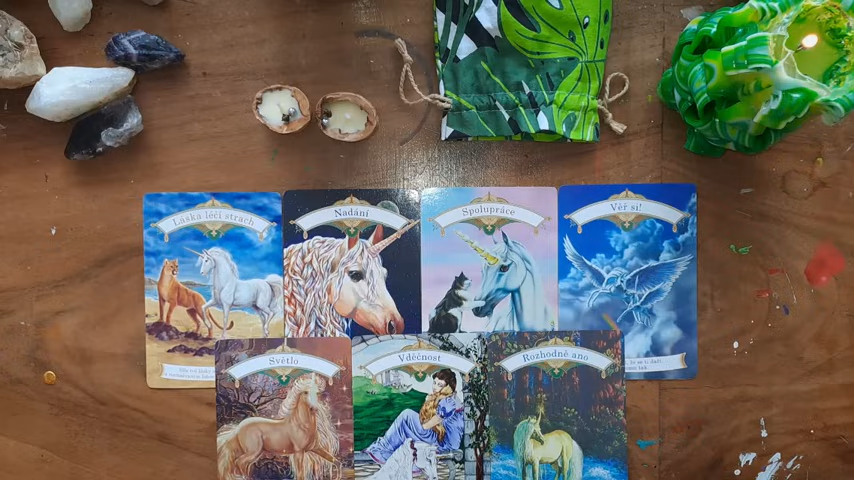 Láska léčí strach
Nadání
Spolupráce
Věř si!
Světlo
Vděčnost
Rozhodně ano